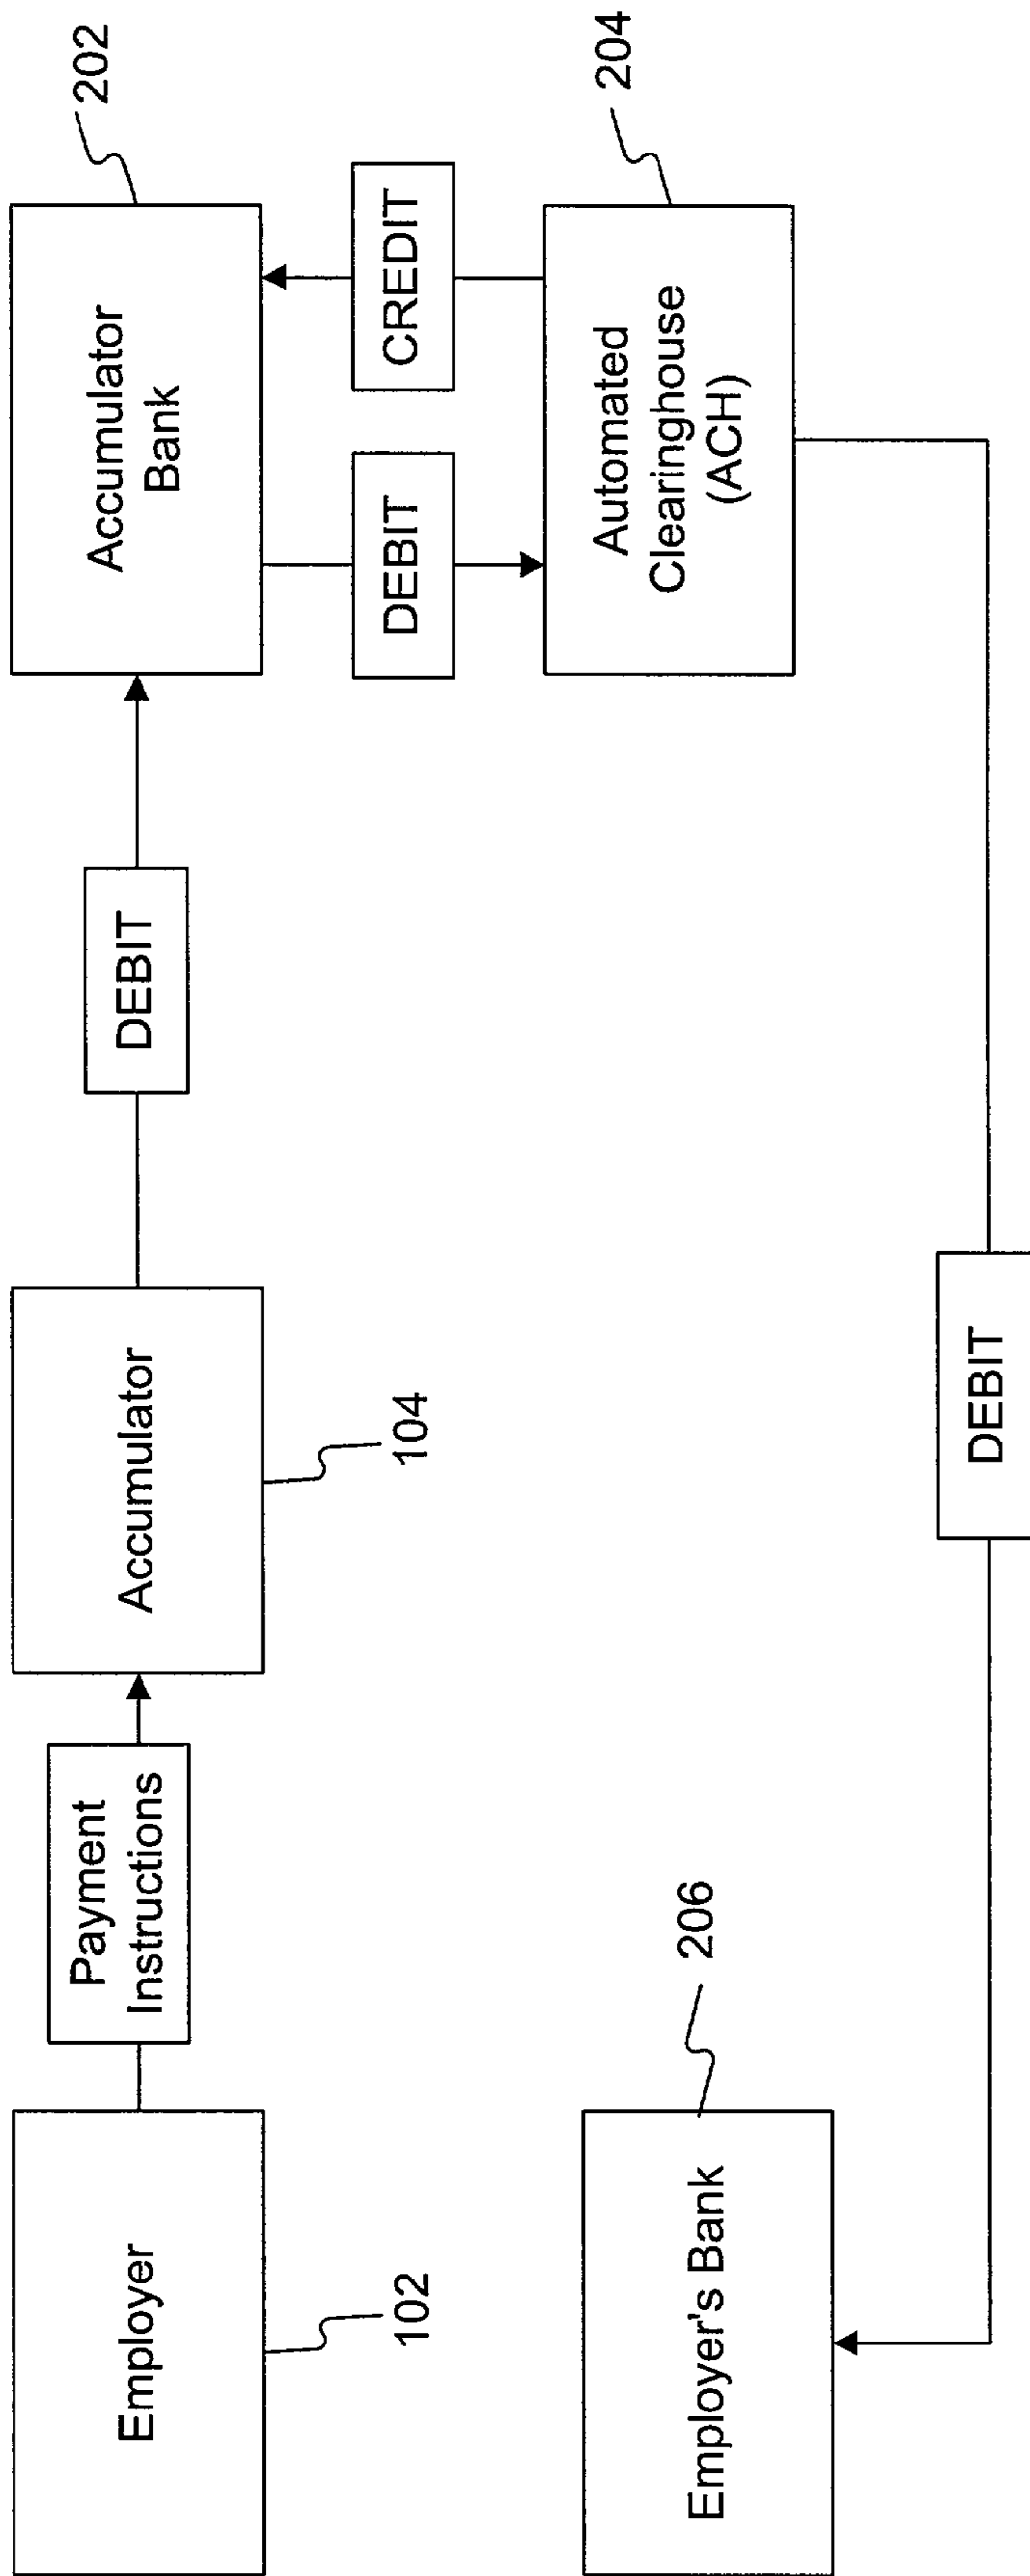 Employer
102
Payment
Instructions
Accumulator
104
DEBIT
Accumulator
Bank
202
DEBIT
CREDIT
Automated
Clearinghouse
(ACH)
204
Employer's Bank
206
DEBIT